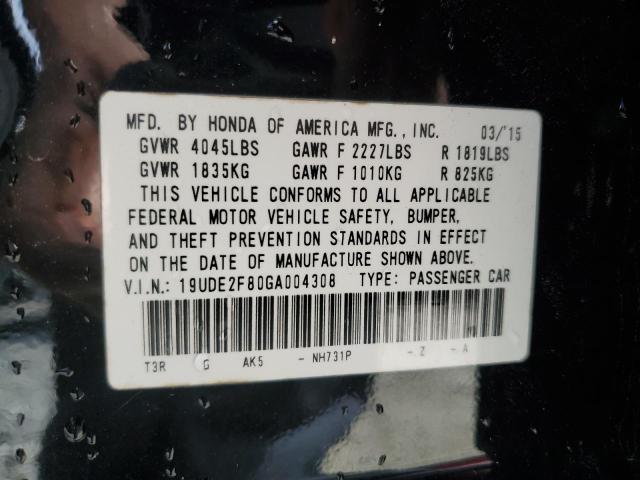 MFD. BY HONDA OF AMERICA MFG., INC. 03/'15
GVWR 4045LBS GAWR F 2227LBS R 1819LBS
GVWR 1835KG GAWR F 1010KG R 825KG
THIS VEHICLE CONFORMS TO ALL APPLICABLE
FEDERAL MOTOR VEHICLE SAFETY, BUMPER,
AND THEFT PREVENTION STANDARDS IN EFFECT
ON THE DATE OF MANUFACTURE SHOWN ABOVE.
V.I.N.: 19UDE2F80GA004308 TYPE: PASSENGER CAR
T3R G AK5 - NH731P - Z - A